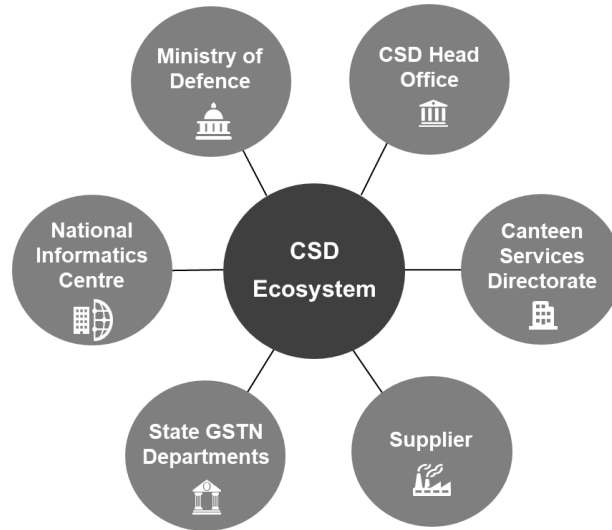 Ministry of
Defence
CSD Head
Office
National
Informatics
Centre
CSD
Ecosystem
Canteen
Services
Directorate
State GSTN
Departments
Supplier